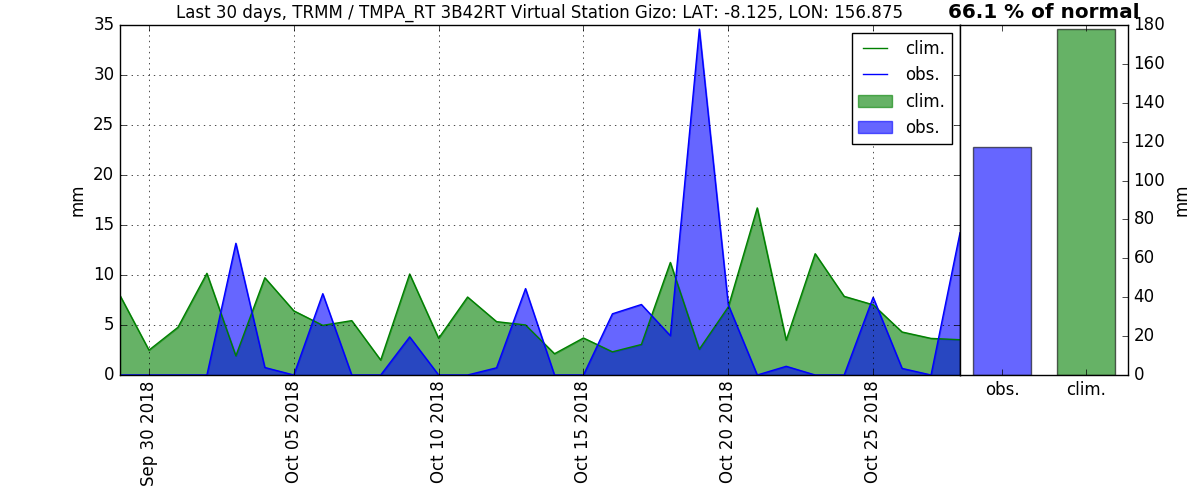 Last 30 days, TRMM / TMPA_RT 3B42RT Virtual Station Gizo: LAT: -8.125, LON: 156.875
66.1 % of normal
35
30
25
20
15
10
5
0
mm
clim.
obs.
clim.
obs.
Sep 30 2018
Oct 05 2018
Oct 10 2018
Oct 15 2018
Oct 20 2018
Oct 25 2018
180
160
140
120
100
80
60
40
20
0
mm
obs.
clim.